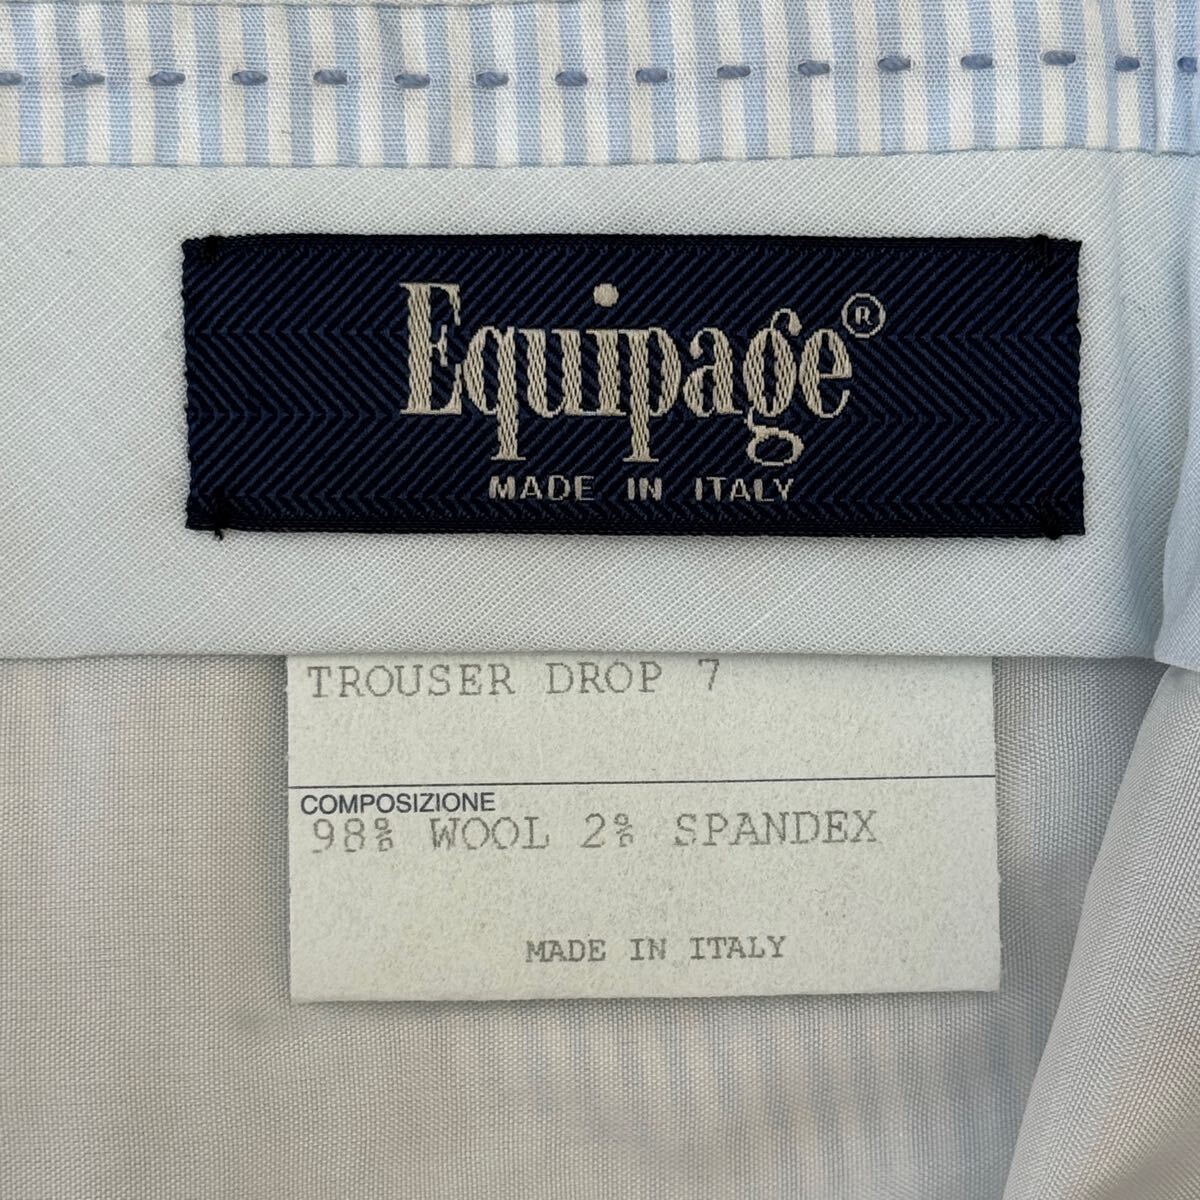 Equipage®
MADE IN ITALY
TROUSER DROP 7
COMPOSIZIONE
98% WOOL 2% SPANDEX
MADE IN ITALY